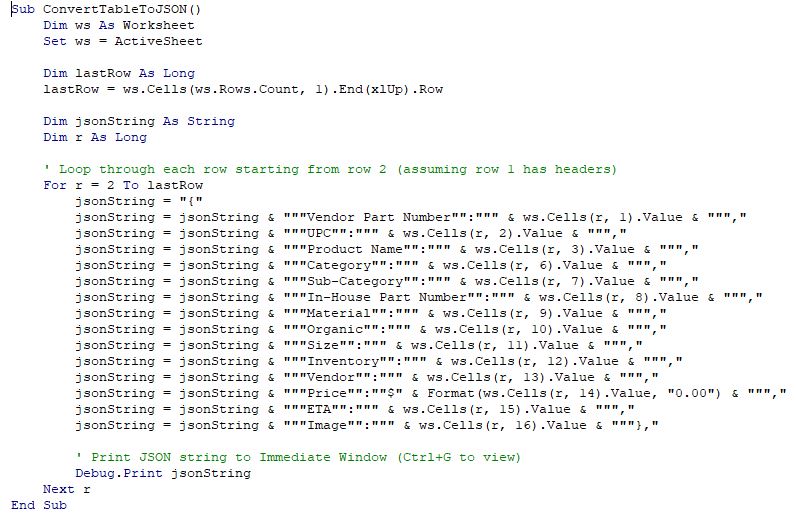 Sub ConvertTableToJSON()
    Dim ws As Worksheet
    Set ws = ActiveSheet

    Dim lastRow As Long
    lastRow = ws.Cells(ws.Rows.Count, 1).End(xlUp).Row

    Dim jsonString As String
    Dim r As Long

    ' Loop through each row starting from row 2 (assuming row 1 has headers)
    For r = 2 To lastRow
        jsonString = "{"
        jsonString = jsonString & """Vendor Part Number"":""" & ws.Cells(r, 1).Value & ""","
        jsonString = jsonString & """UPC"":""" & ws.Cells(r, 2).Value & ""","
        jsonString = jsonString & """Product Name"":""" & ws.Cells(r, 3).Value & ""","
        jsonString = jsonString & """Category"":""" & ws.Cells(r, 6).Value & ""","
        jsonString = jsonString & """Sub-Category"":""" & ws.Cells(r, 7).Value & ""","
        jsonString = jsonString & """In-House Part Number"":""" & ws.Cells(r, 8).Value & ""","
        jsonString = jsonString & """Material"":""" & ws.Cells(r, 9).Value & ""","
        jsonString = jsonString & """Organic"":""" & ws.Cells(r, 10).Value & ""","
        jsonString = jsonString & """Size"":""" & ws.Cells(r, 11).Value & ""","
        jsonString = jsonString & """Inventory"":""" & ws.Cells(r, 12).Value & ""","
        jsonString = jsonString & """Vendor"":""" & ws.Cells(r, 13).Value & ""","
        jsonString = jsonString & """Price"":""$" & Format(ws.Cells(r, 14).Value, "0.00") & ""","
        jsonString = jsonString & """ETA"":""" & ws.Cells(r, 15).Value & ""","
        jsonString = jsonString & """Image"":""" & ws.Cells(r, 16).Value & """},"

        ' Print JSON string to Immediate Window (Ctrl+G to view)
        Debug.Print jsonString
    Next r
End Sub